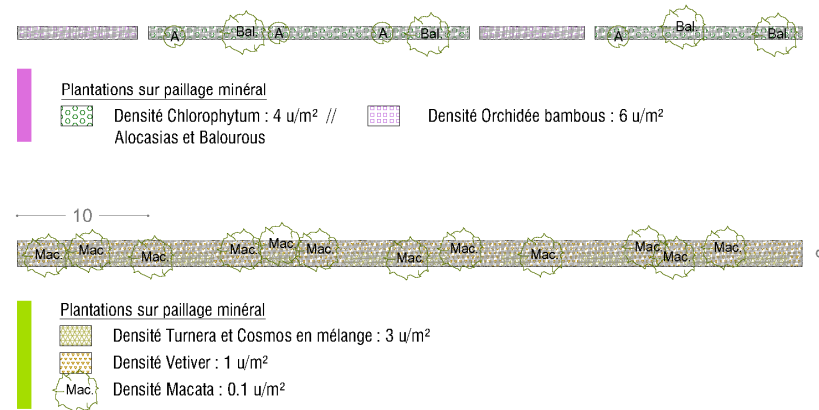 A Bal. A A Bal. A Bal. Bal.
Plantations sur paillage minéral
Densité Chlorophytum : 4 u/m² //
Alocasias et Balourous
Densité Orchidée bambous : 6 u/m²
10
Mac. Mac. Mac. Mac. Mac. Mac. Mac. Mac. Mac. Mac. Mac. Mac.
Plantations sur paillage minéral
Densité Turnera et Cosmos en mélange : 3 u/m²
Densité Vetiver : 1 u/m²
Mac. Densité Macata : 0.1 u/m²